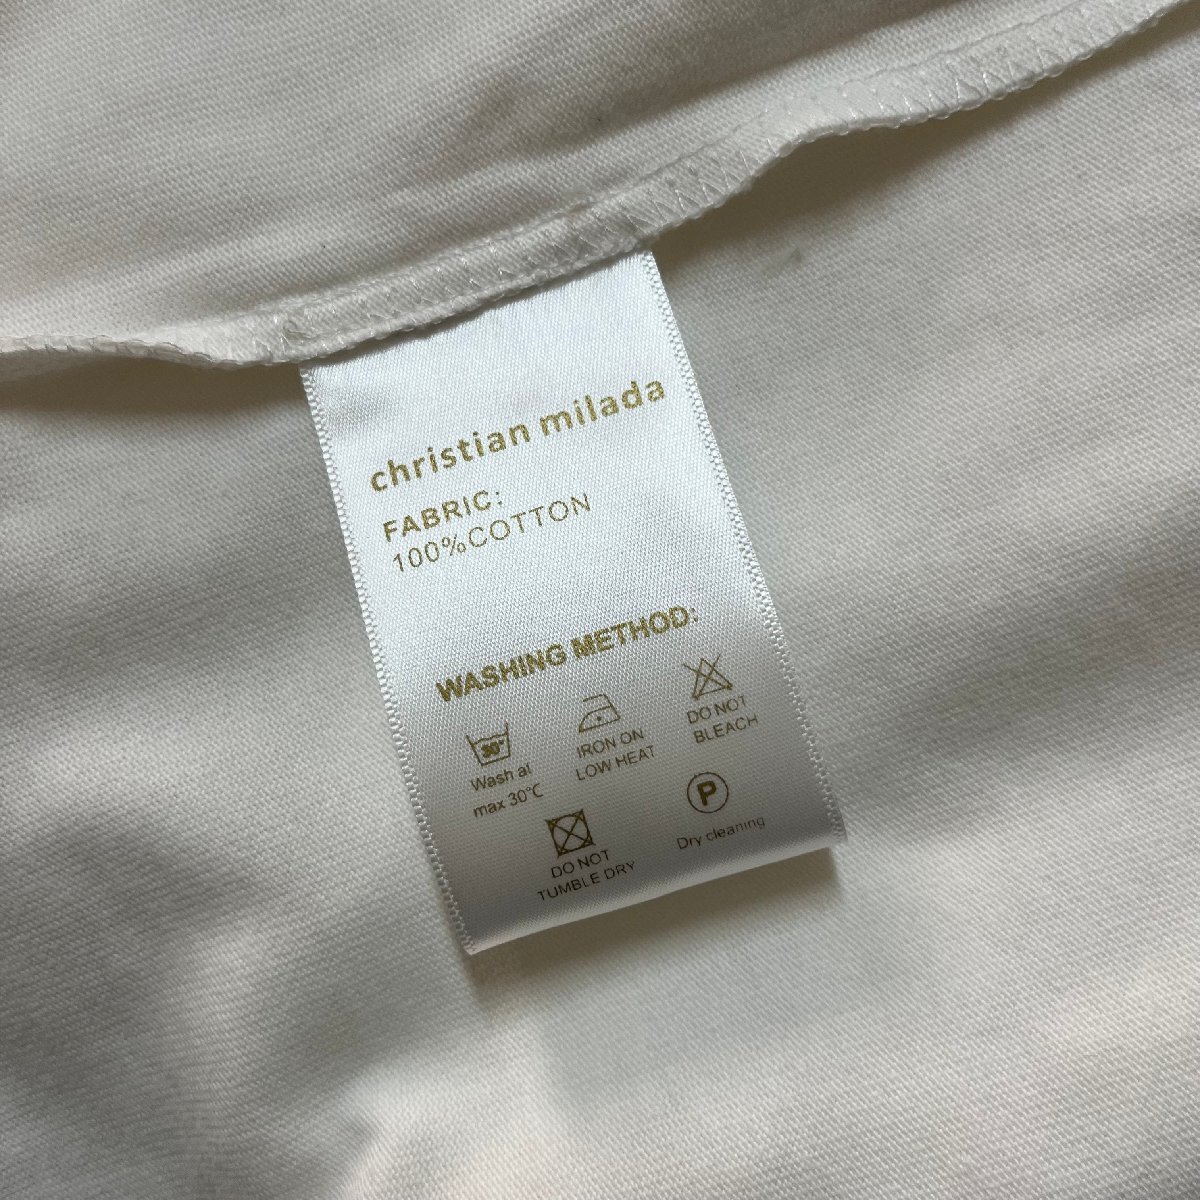 christian milada
FABRIC:
100%COTTON
WASHING METHOD:
30°
Wash at
max 30℃
IRON ON
LOW HEAT
DO NOT
BLEACH
DO NOT
TUMBLE DRY
P
Dry cleaning